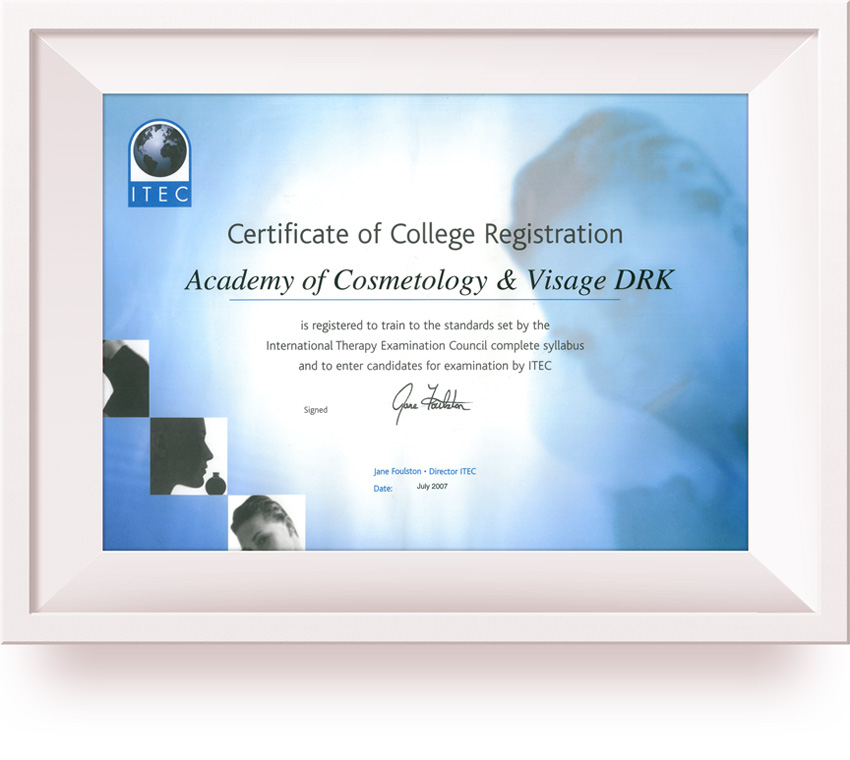 ITEC
Certificate of College Registration
Academy of Cosmetology & Visage DRK
is registered to train to the standards set by the
International Therapy Examination Council complete syllabus
and to enter candidates for examination by ITEC
Signed
Jane Foulston
Jane Foulston • Director ITEC
Date: July 2007